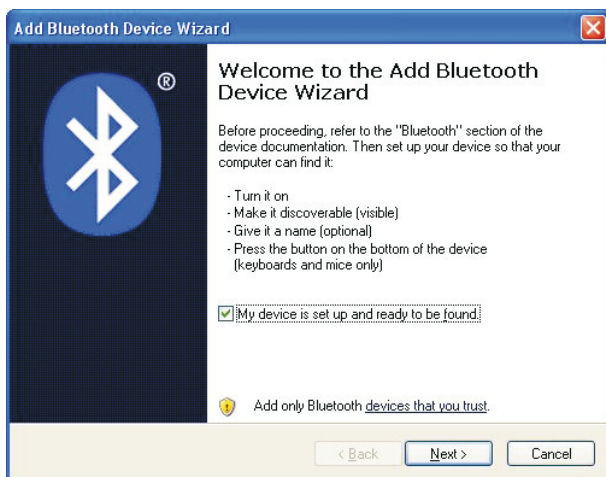 Add Bluetooth Device Wizard
®
Welcome to the Add Bluetooth
Device Wizard
Before proceeding, refer to the "Bluetooth" section of the
device documentation. Then set up your device so that your
computer can find it:
- Turn it on
- Make it discoverable (visible)
- Give it a name (optional)
- Press the button on the bottom of the device
(keyboards and mice only)
My device is set up and ready to be found.
Add only Bluetooth devices that you trust.
< Back Next > Cancel